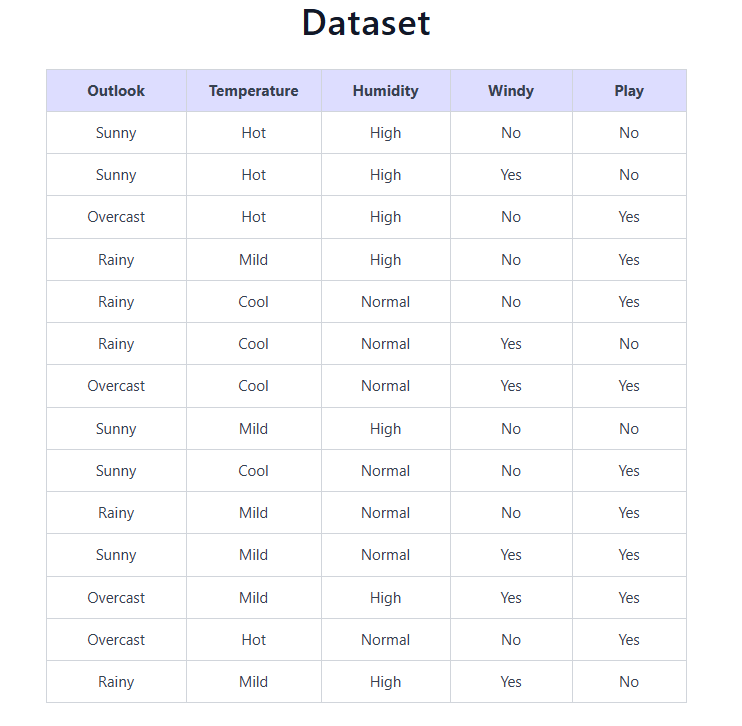 Dataset
Outlook Temperature Humidity Windy Play
Sunny Hot High No No
Sunny Hot High Yes No
Overcast Hot High No Yes
Rainy Mild High No Yes
Rainy Cool Normal No Yes
Rainy Cool Normal Yes No
Overcast Cool Normal Yes Yes
Sunny Mild High No No
Sunny Cool Normal No Yes
Rainy Mild Normal No Yes
Sunny Mild Normal Yes Yes
Overcast Mild High Yes Yes
Overcast Hot Normal No Yes
Rainy Mild High Yes No